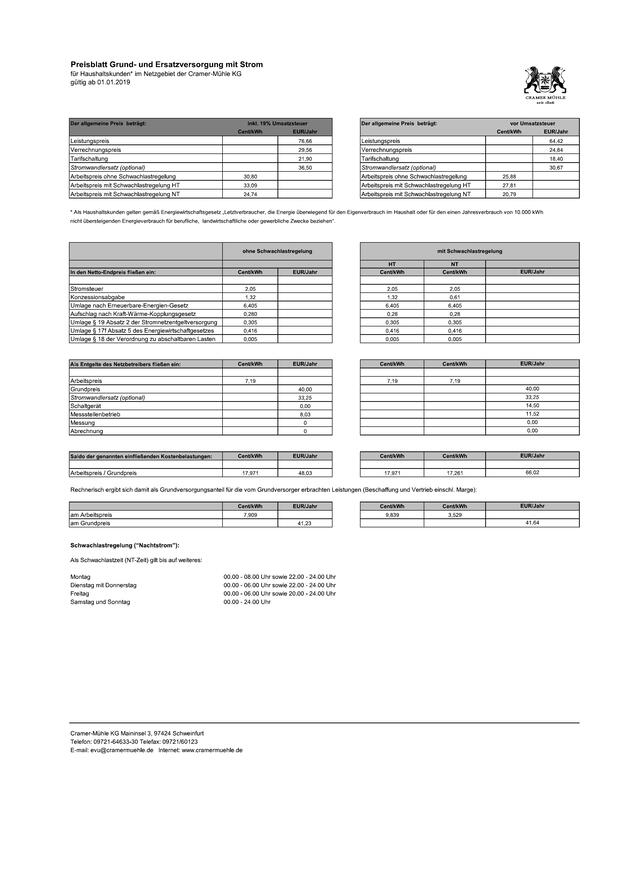 Preisblatt Grund- und Ersatzversorgung mit Strom
für Haushaltskunden* im Netzgebiet der Cramer-Mühle KG
gültig ab 01.01.2019
CRAMER MÜHLE
seit 1828
Der allgemeine Preis beträgt: inkl. 19% Umsatzsteuer
Cent/kWh EUR/Jahr
Leistungspreis 76,66
Verrechnungspreis 29,56
Tarifschaltung 21,90
Stromwandlersatz (optional) 36,50
Arbeitspreis ohne Schwachlastregelung 30,80
Arbeitspreis mit Schwachlastregelung HT 33,09
Arbeitspreis mit Schwachlastregelung NT 24,74
Der allgemeine Preis beträgt: vor Umsatzsteuer
Cent/kWh EUR/Jahr
Leistungspreis 64,42
Verrechnungspreis 24,84
Tarifschaltung 18,40
Stromwandlersatz (optional) 30,67
Arbeitspreis ohne Schwachlastregelung 25,88
Arbeitspreis mit Schwachlastregelung HT 27,81
Arbeitspreis mit Schwachlastregelung NT 20,79
* Als Haushaltskunden gelten gemäß Energiewirtschaftsgesetz „Letztverbraucher, die Energie überwiegend für den Eigenverbrauch im Haushalt oder für den einen Jahresverbrauch von 10.000 kWh
nicht übersteigenden Energieverbrauch für berufliche, landwirtschaftliche oder gewerbliche Zwecke beziehen".
ohne Schwachlastregelung mit Schwachlastregelung
HT NT
In den Netto-Endpreis fließen ein: Cent/kWh EUR/Jahr Cent/kWh Cent/kWh EUR/Jahr
Stromsteuer 2,05 2,05 2,05
Konzessionsabgabe 1,32 1,32 0,61
Umlage nach Erneuerbare-Energien-Gesetz 6,405 6,405 6,405
Aufschlag nach Kraft-Wärme-Kopplungsgesetz 0,280 0,28 0,28
Umlage § 19 Absatz 2 der Stromnetzentgeltversorgung 0,305 0,305 0,305
Umlage § 17f Absatz 5 des Energiewirtschaftgesetzes 0,416 0,416 0,416
Umlage § 18 der Verordnung zu abschaltbaren Lasten 0,005 0,005 0,005
Als Entgelte des Netzbetreibers fließen ein: Cent/kWh EUR/Jahr Cent/kWh Cent/kWh EUR/Jahr
Arbeitspreis 7,19 7,19 7,19
Grundpreis 40,00 40,00
Stromwandlersatz (optional) 33,25 33,25
Schaltgerät 0,00 14,50
Messstellenbetrieb 8,03 11,52
Messung 0 0,00
Abrechnung 0 0,00
Saldo der genannten einfließenden Kostenbelastungen: Cent/kWh EUR/Jahr Cent/kWh Cent/kWh EUR/Jahr
Arbeitspreis / Grundpreis 17,971 48,03 17,971 17,261 66,02
Rechnerisch ergibt sich damit als Grundversorgungsanteil für die vom Grundversorger erbrachten Leistungen (Beschaffung und Vertrieb einschl. Marge):
Cent/kWh EUR/Jahr Cent/kWh Cent/kWh EUR/Jahr
am Arbeitspreis 7,909 9,839 3,529
am Grundpreis 41,23 41,64
Schwachlastregelung ("Nachtstrom"):
Als Schwachlastzeit (NT-Zeit) gilt bis auf weiteres:
Montag 00.00 - 08.00 Uhr sowie 22.00 - 24.00 Uhr
Dienstag mit Donnerstag 00.00 - 06.00 Uhr sowie 22.00 - 24.00 Uhr
Freitag 00.00 - 06.00 Uhr sowie 20.00 - 24.00 Uhr
Samstag und Sonntag 00.00 - 24.00 Uhr
Cramer-Mühle KG Maininsel 3, 97424 Schweinfurt
Telefon: 09721-64633-30 Telefax: 09721/60123
E-mail: evu@cramermuehle.de Internet: www.cramermuehle.de